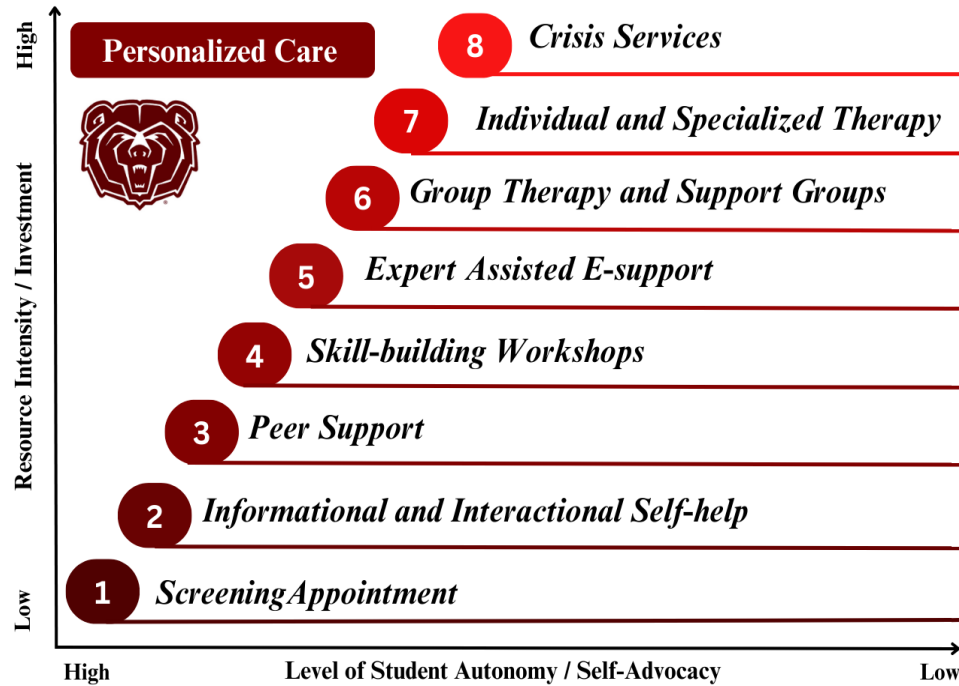 High
Personalized Care
8
Crisis Services
7
Individual and Specialized Therapy
6
Group Therapy and Support Groups
5
Expert Assisted E-support
4
Skill-building Workshops
3
Peer Support
2
Informational and Interactional Self-help
1
Screening Appointment
Resource Intensity / Investment
Low
High
Level of Student Autonomy / Self-Advocacy
Low